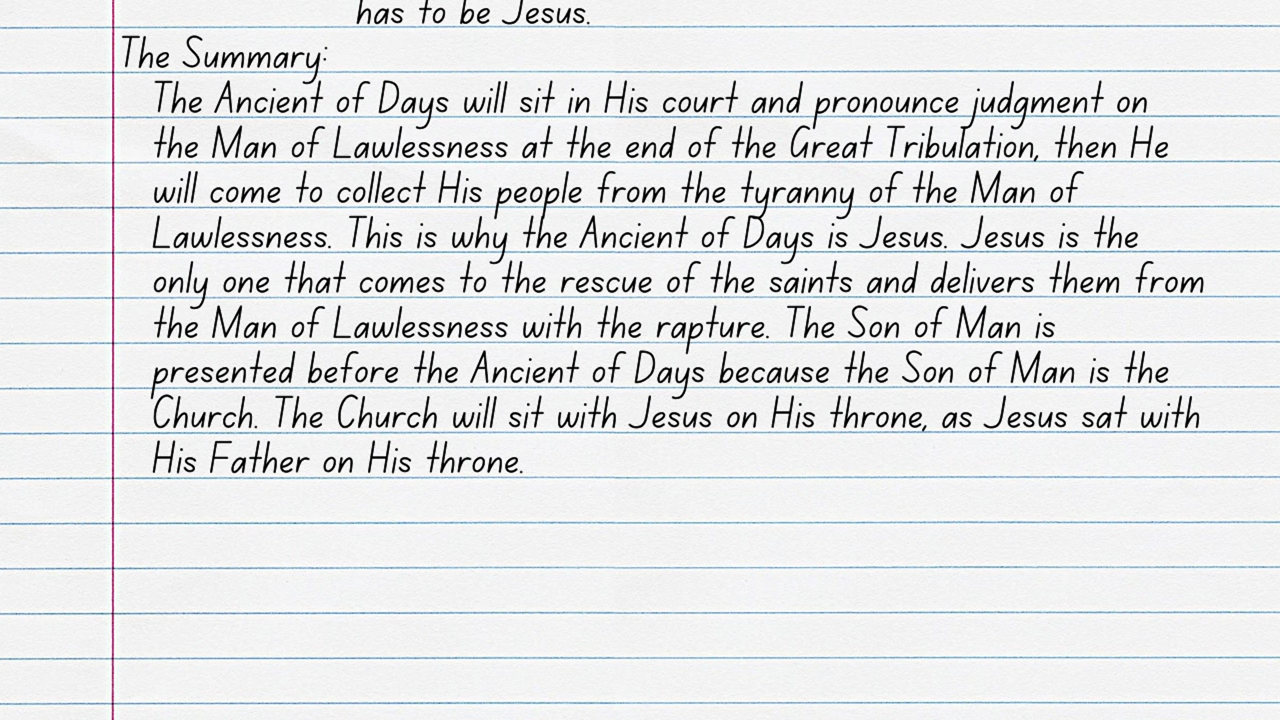 has to be Jesus.
The Summary:
The Ancient of Days will sit in His court and pronounce judgment on
the Man of Lawlessness at the end of the Great Tribulation, then He
will come to collect His people from the tyranny of the Man of
Lawlessness. This is why the Ancient of Days is Jesus. Jesus is the
only one that comes to the rescue of the saints and delivers them from
the Man of Lawlessness with the rapture. The Son of Man is
presented before the Ancient of Days because the Son of Man is the
Church. The Church will sit with Jesus on His throne, as Jesus sat with
His Father on His throne.